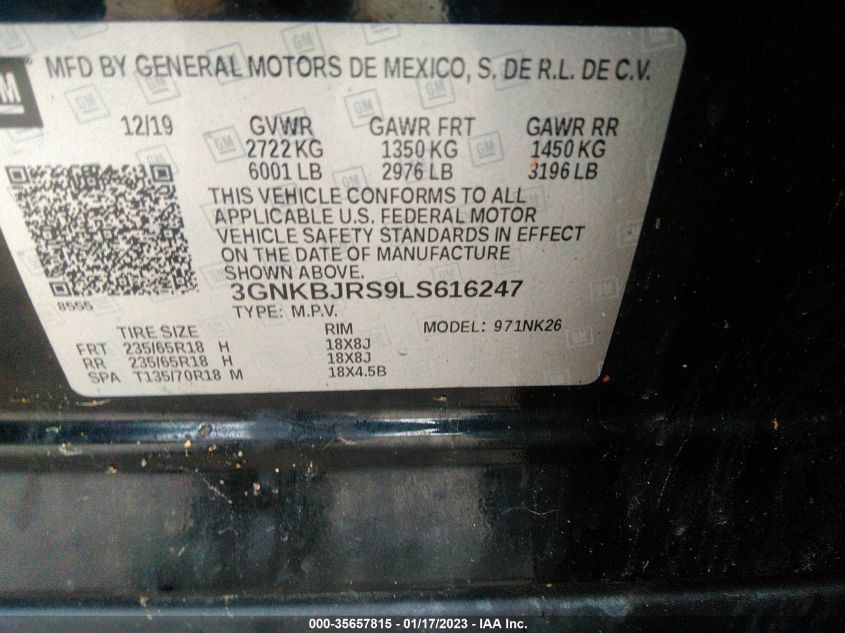 GM
MFD BY GENERAL MOTORS DE MEXICO, S. DE R.L. DE C.V.
12/19 GVWR GAWR FRT GAWR RR
2722 KG 1350 KG 1450 KG
6001 LB 2976 LB 3196 LB
THIS VEHICLE CONFORMS TO ALL
APPLICABLE U.S. FEDERAL MOTOR
VEHICLE SAFETY STANDARDS IN EFFECT
ON THE DATE OF MANUFACTURE
SHOWN ABOVE.
8555
3GNKBJRS9LS616247
TYPE: M.P.V.
TIRE SIZE RIM MODEL: 971NK26
FRT 235/65R18 H 18X8J
RR 235/65R18 H 18X8J
SPA T135/70R18 M 18X4.5B
000-35657815 / 01/17/2023 - IAA Inc.